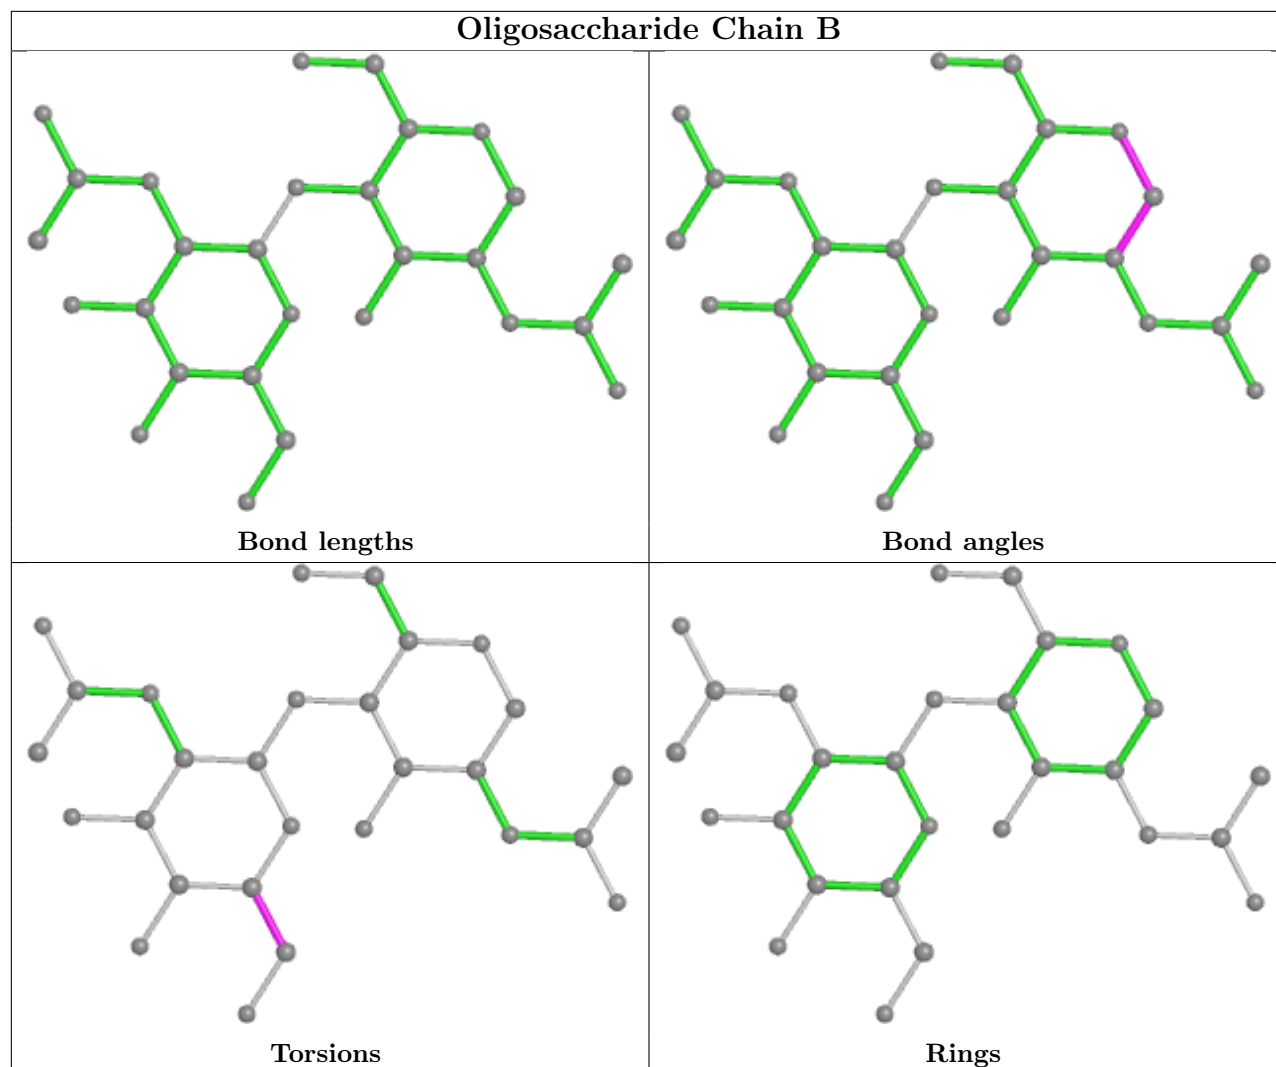 Oligosaccharide Chain B
Bond lengths
Bond angles
Torsions
Rings